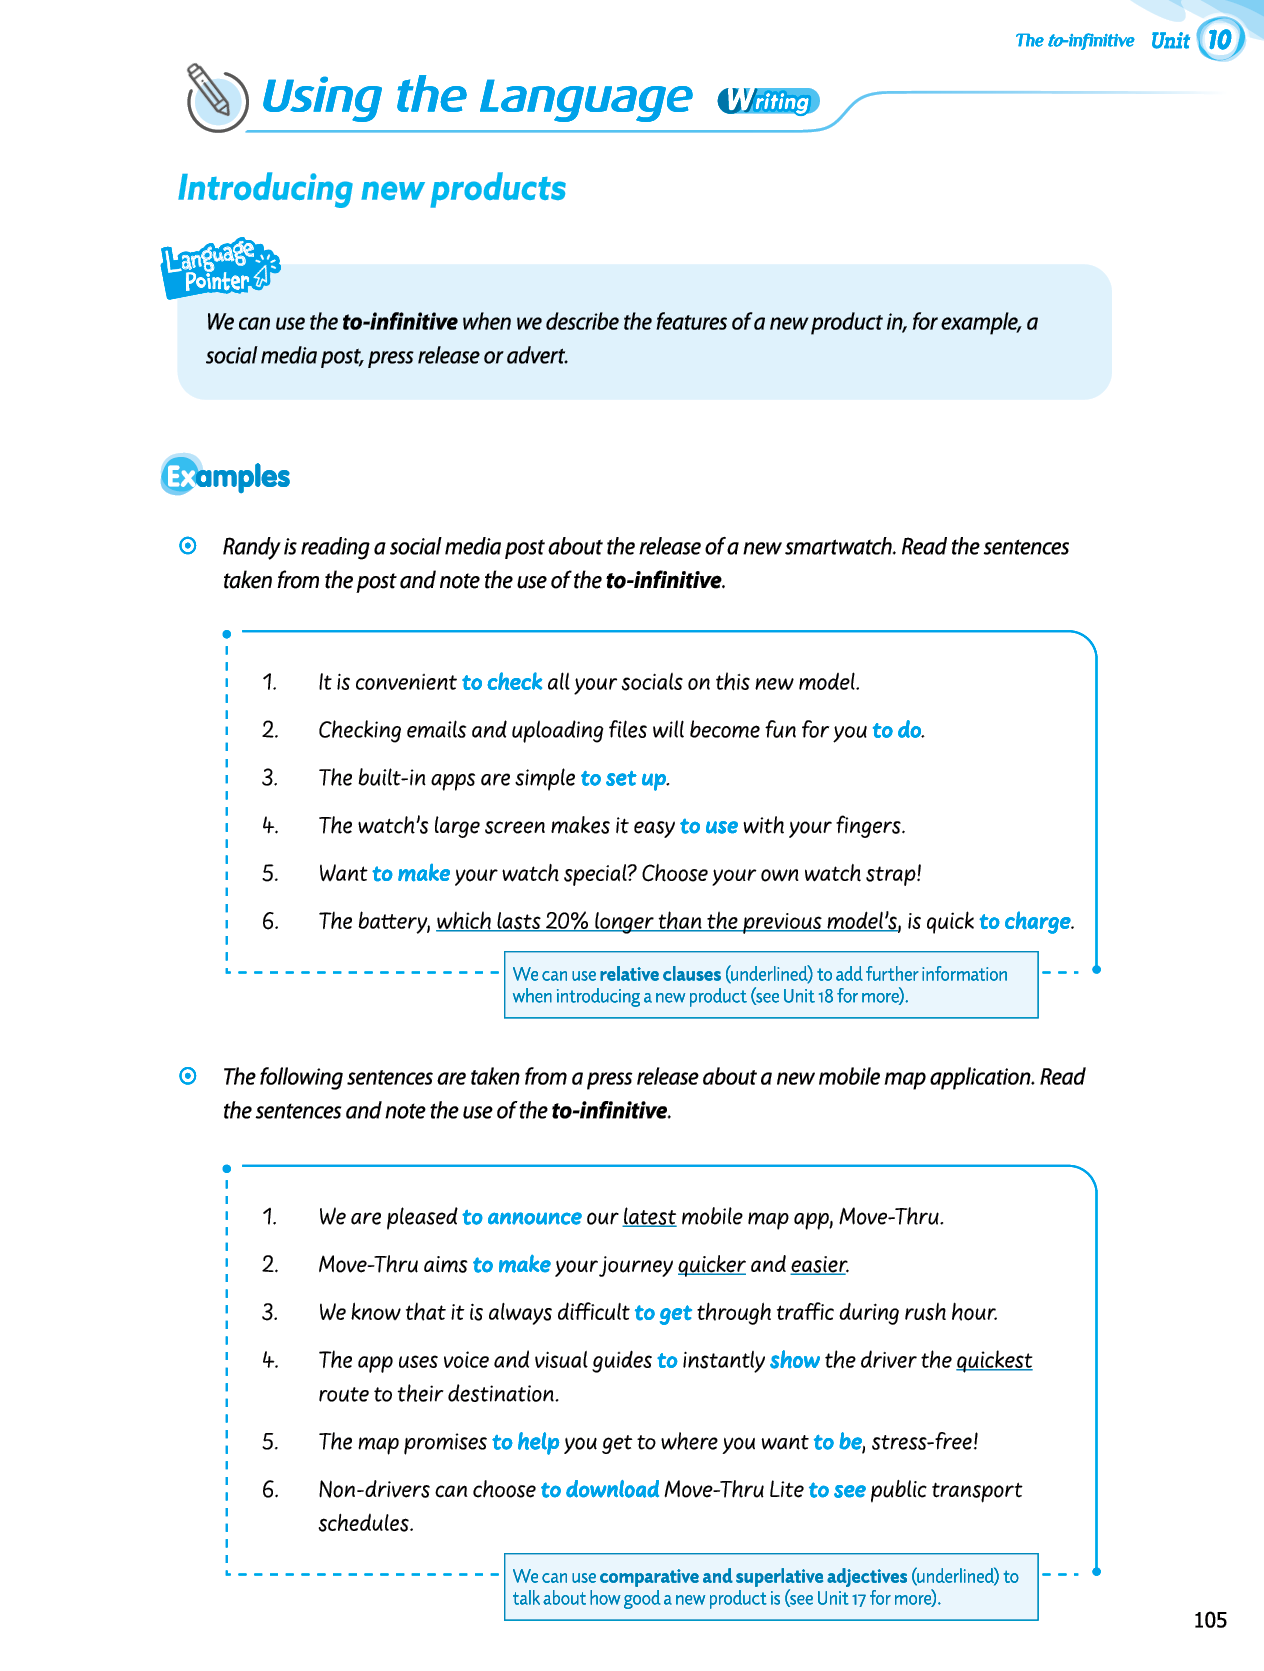 The to-infinitive Unit 10
Using the Language Writing
Introducing new products
Language
Pointer
We can use the to-infinitive when we describe the features of a new product in, for example, a
social media post, press release or advert.
Examples
Randy is reading a social media post about the release of a new smartwatch. Read the sentences
taken from the post and note the use of the to-infinitive.
1. It is convenient to check all your socials on this new model.
2. Checking emails and uploading files will become fun for you to do.
3. The built-in apps are simple to set up.
4. The watch's large screen makes it easy to use with your fingers.
5. Want to make your watch special? Choose your own watch strap!
6. The battery, which lasts 20% longer than the previous model's, is quick to charge.
We can use relative clauses (underlined) to add further information
when introducing a new product (see Unit 18 for more).
The following sentences are taken from a press release about a new mobile map application. Read
the sentences and note the use of the to-infinitive.
1. We are pleased to announce our latest mobile map app, Move-Thru.
2. Move-Thru aims to make your journey quicker and easier.
3. We know that it is always difficult to get through traffic during rush hour.
4. The app uses voice and visual guides to instantly show the driver the quickest
route to their destination.
5. The map promises to help you get to where you want to be, stress-free!
6. Non-drivers can choose to download Move-Thru Lite to see public transport
schedules.
We can use comparative and superlative adjectives (underlined) to
talk about how good a new product is (see Unit 17 for more).
105